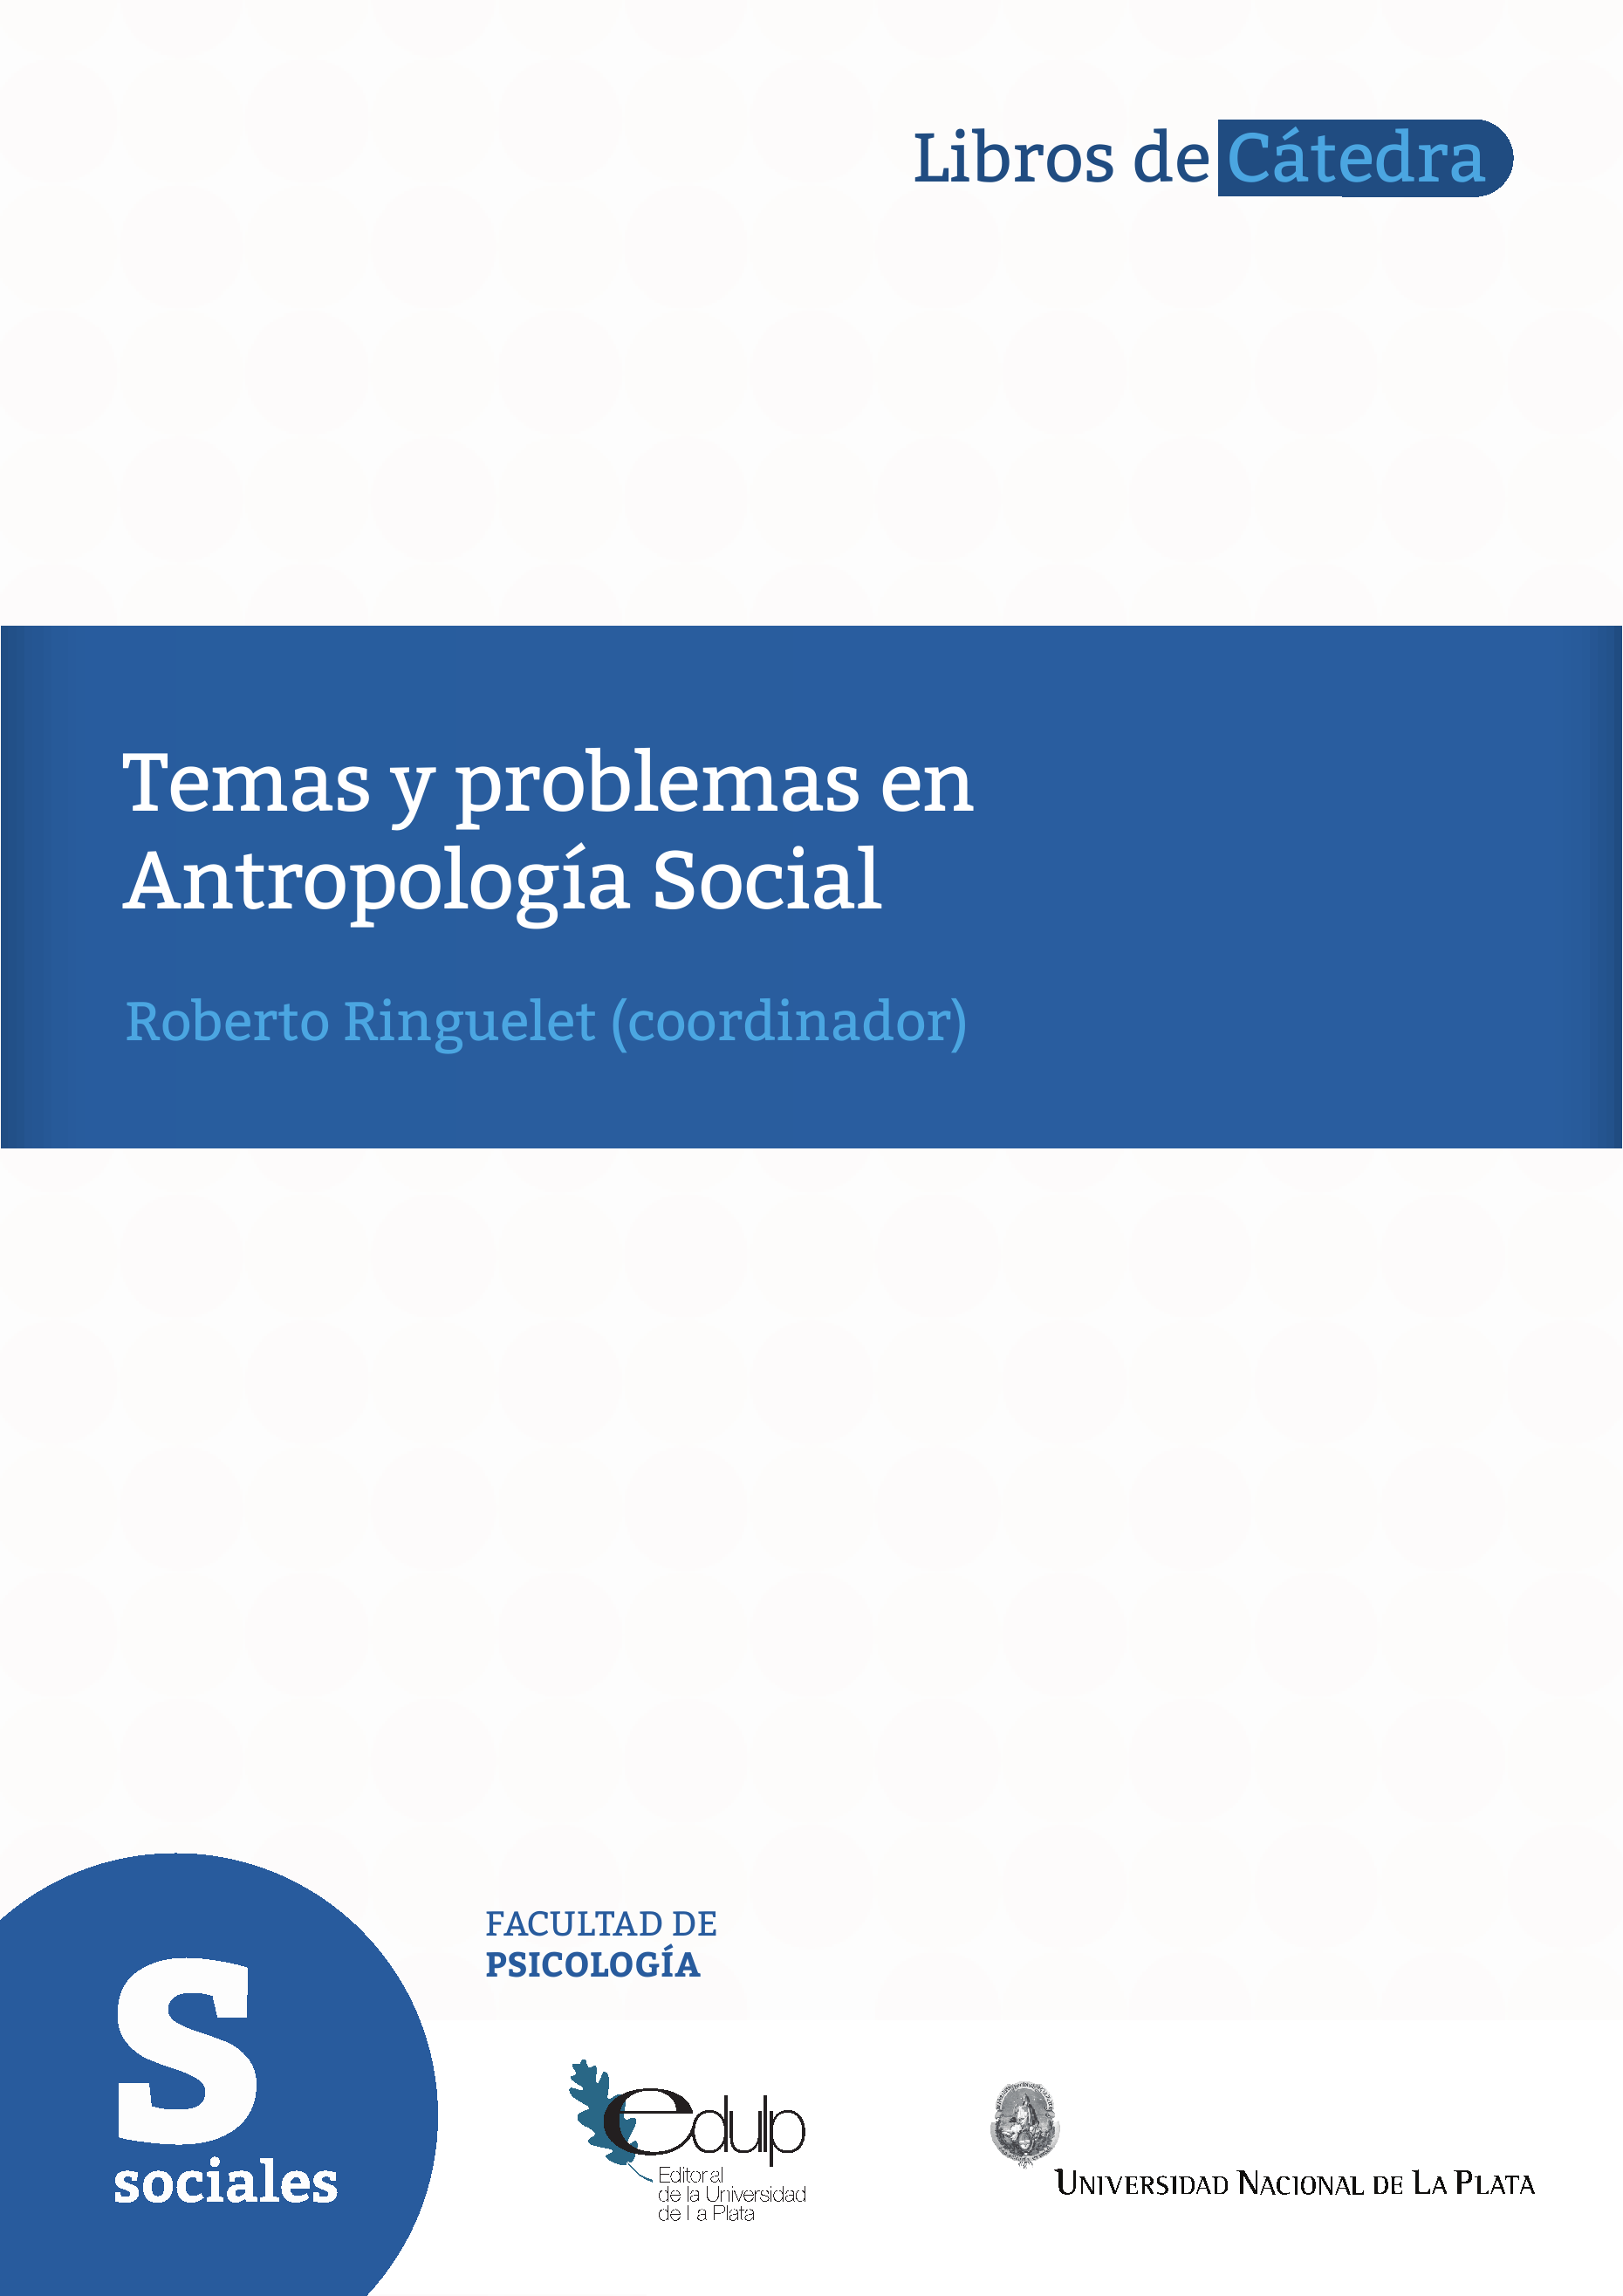 Libros de Cátedra
Temas y problemas en
Antropología Social
Roberto Ringuelet (coordinador)
FACULTAD DE
PSICOLOGÍA
S
sociales
edulp
Editorial
de la Universidad
de La Plata
UNIVERSIDAD NACIONAL DE LA PLATA